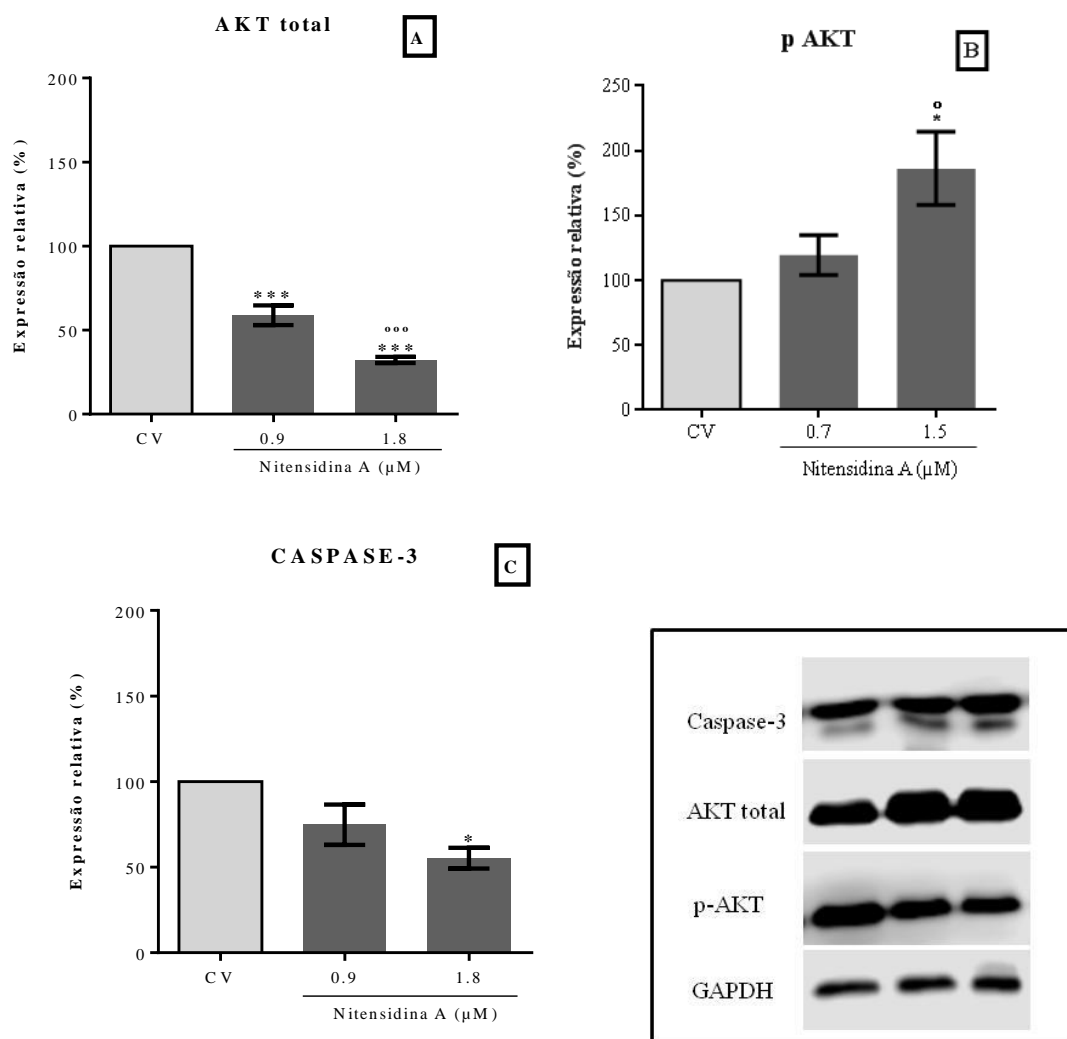 AKT total
A
Expressão relativa (%)
200
150
100
50
0
***
ooo
***
CV
0.9
1.8
Nitensidina A (µM)
p AKT
B
Expressão relativa (%)
250
200
150
100
50
0
o
*
CV
0.7
1.5
Nitensidina A (µM)
CASPASE-3
C
Expressão relativa (%)
200
150
100
50
0
*
CV
0.9
1.8
Nitensidina A (µM)
Caspase-3
AKT total
p-AKT
GAPDH